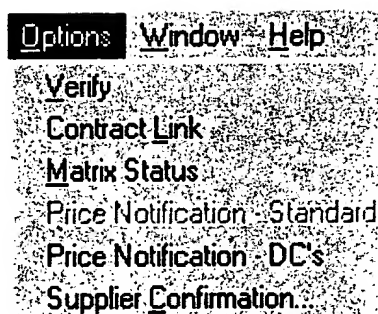 Options Window Help
Verify
Contract Link
Matrix Status
Price Notification - Standard
Price Notification - DC's
Supplier Confirmation...